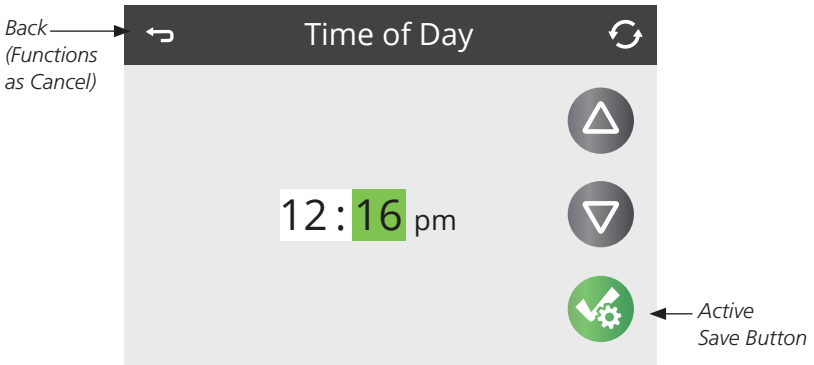 Back
(Functions
as Cancel)
Time of Day
12:16 pm
Active
Save Button